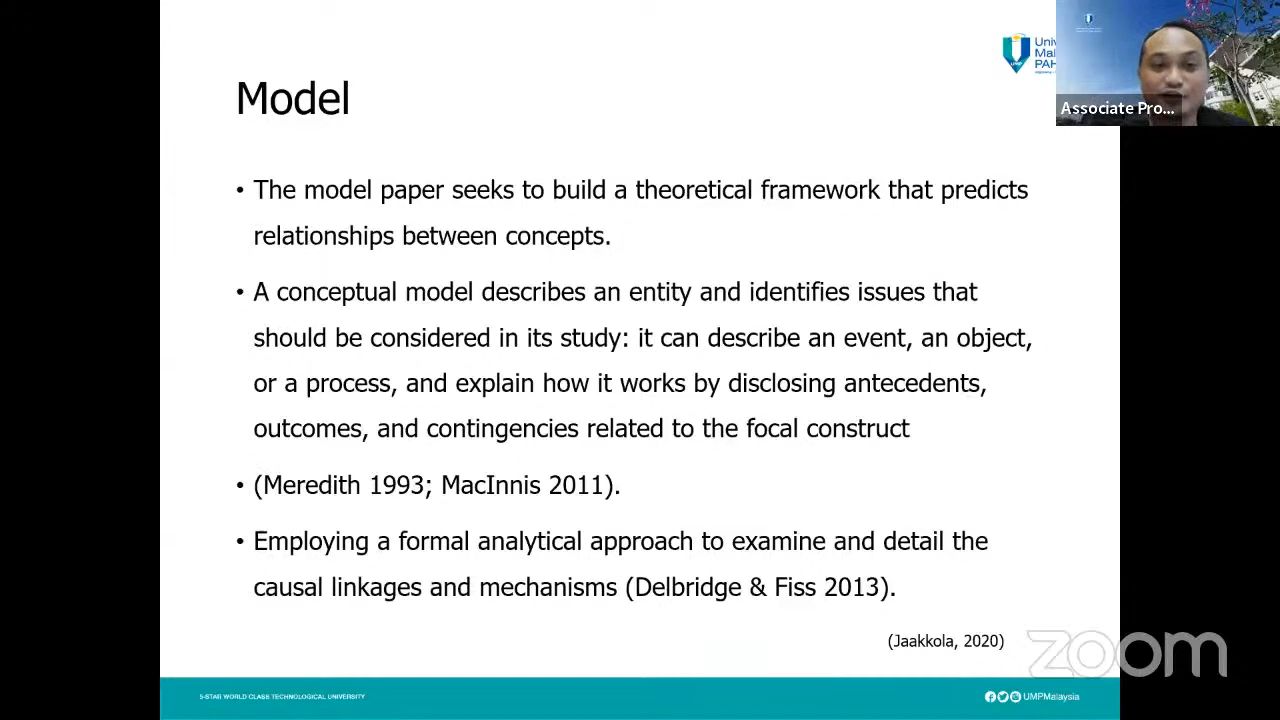 Model
UMP
Univ
Mal
PAH
Associate Pro...
• The model paper seeks to build a theoretical framework that predicts
relationships between concepts.
• A conceptual model describes an entity and identifies issues that
should be considered in its study: it can describe an event, an object,
or a process, and explain how it works by disclosing antecedents,
outcomes, and contingencies related to the focal construct
• (Meredith 1993; MacInnis 2011).
• Employing a formal analytical approach to examine and detail the
causal linkages and mechanisms (Delbridge & Fiss 2013).
(Jaakkola, 2020)
zoom
5-STAR WORLD CLASS TECHNOLOGICAL UNIVERSITY
UMPMalaysia